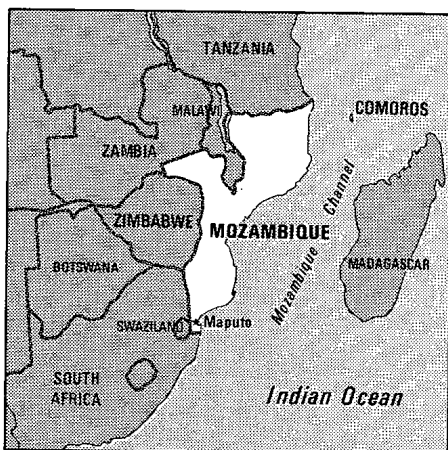 TANZANIA
MALAWI
COMOROS
ZAMBIA
ZIMBABWE
MOZAMBIQUE
Mozambique Channel
MADAGASCAR
BOTSWANA
SWAZILAND
Maputo
SOUTH
AFRICA
Indian Ocean